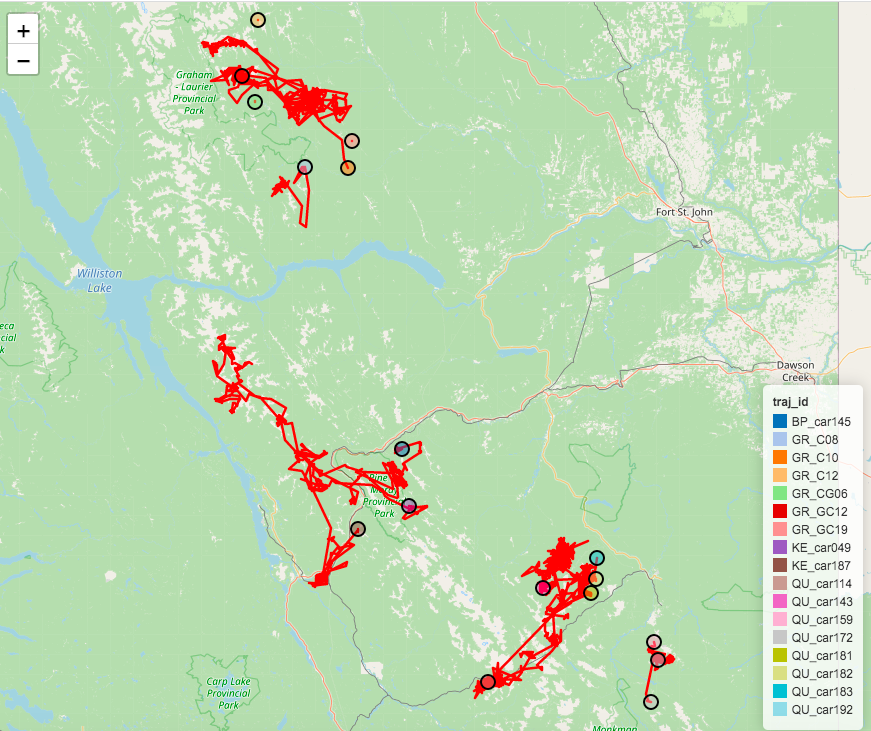 +
−
Graham
- Laurier
Provincial
Park
Fort St. John
Williston
Lake
eca
cial
k
Dawson
Creek
Pine
Provincial
Park
Carp Lake
Provincial
Park
Monkman
traj_id
BP_car145
GR_C08
GR_C10
GR_C12
GR_CG06
GR_GC12
GR_GC19
KE_car049
KE_car187
QU_car114
QU_car143
QU_car159
QU_car172
QU_car181
QU_car182
QU_car183
QU_car192